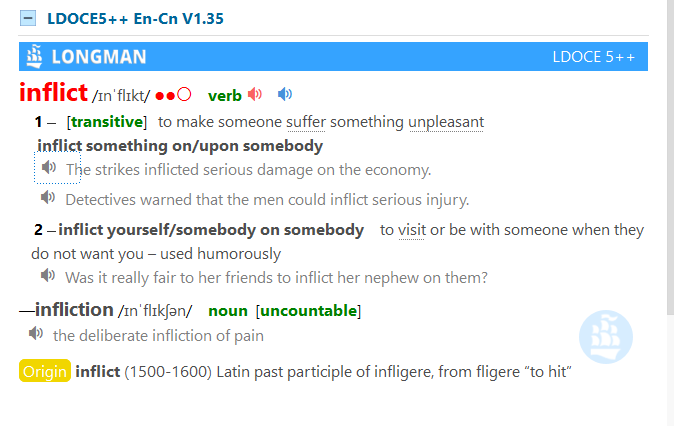 LDOCE5++ En-Cn V1.35
LONGMAN LDOCE 5++
inflict /ɪnˈflɪkt/ ●●○ verb
1 – [transitive] to make someone suffer something unpleasant
inflict something on/upon somebody
The strikes inflicted serious damage on the economy.
Detectives warned that the men could inflict serious injury.
2 – inflict yourself/somebody on somebody to visit or be with someone when they
do not want you – used humorously
Was it really fair to her friends to inflict her nephew on them?
—infliction /ɪnˈflɪkʃən/ noun [uncountable]
the deliberate infliction of pain
Origin inflict (1500-1600) Latin past participle of infligere, from fligere “to hit”